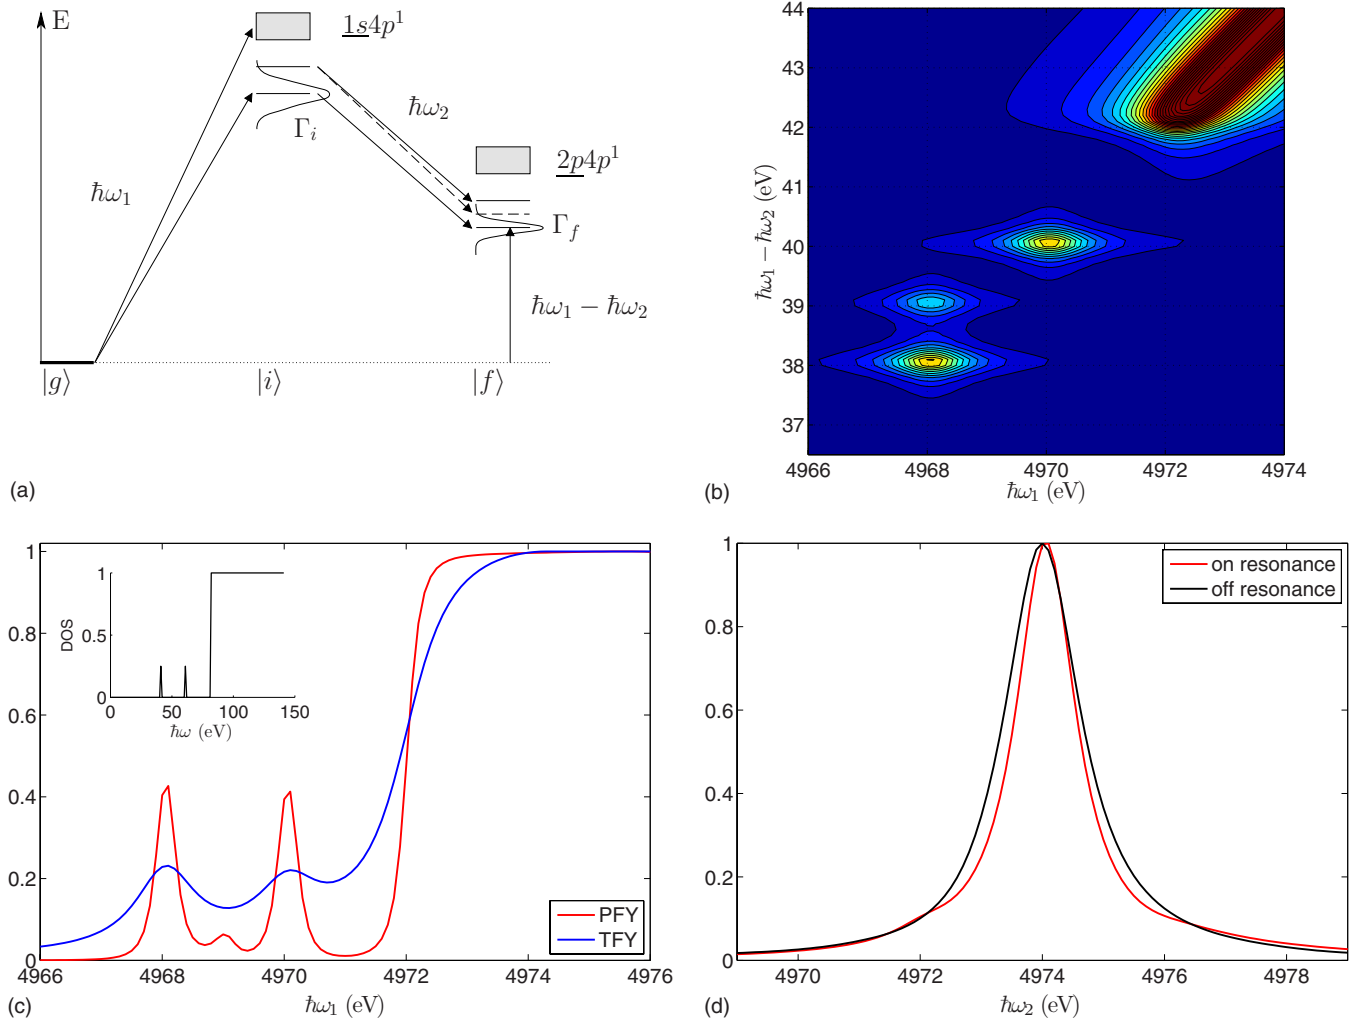 E
1s4p¹
ħω₂
Γᵢ
2p4p¹
ħω₁
Γ_f
ħω₁ − ħω₂
|g⟩ |i⟩ |f⟩
(a)
44
43
42
41
40
39
38
37
ħω₁ − ħω₂ (eV)
4966 4968 4970 4972 4974
ħω₁ (eV)
(b)
1
0.8
0.6
0.4
0.2
0
1
0.5
0
DOS
0 50 100 150
ħω (eV)
PFY
TFY
4966 4968 4970 4972 4974 4976
ħω₁ (eV)
(c)
1
0.8
0.6
0.4
0.2
0
on resonance
off resonance
4970 4972 4974 4976 4978
ħω₂ (eV)
(d)